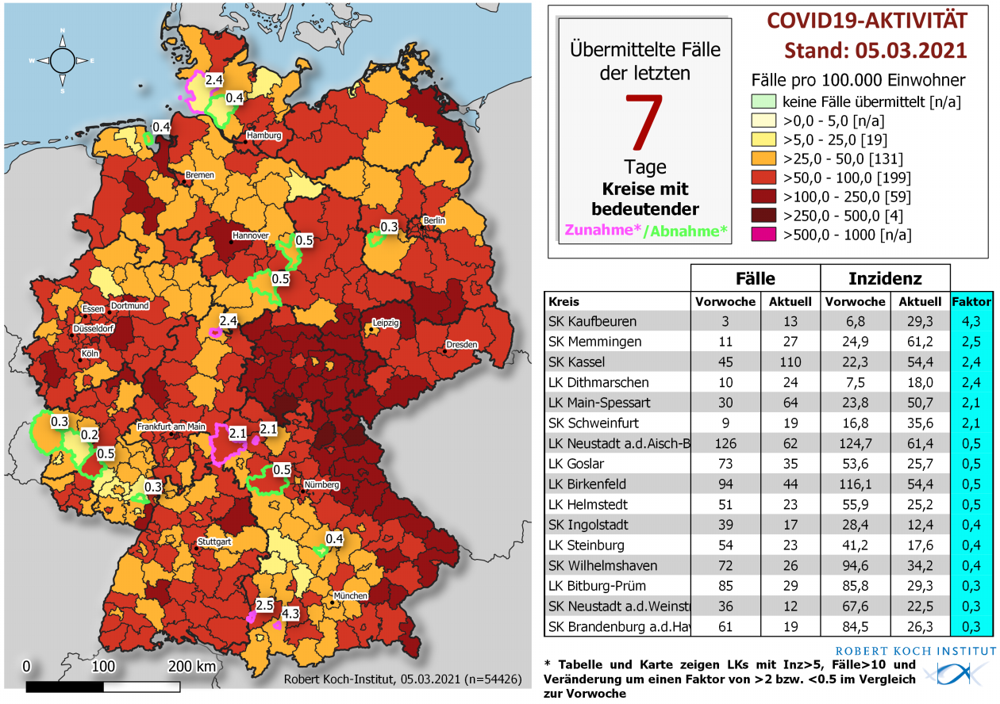 N
W E
S
2.4
0.4
0.4
Hamburg
Bremen
Berlin
0.3
Hannover
0.5
0.5
Essen
Dortmund
2.4
Düsseldorf
Leipzig
Köln
Dresden
0.3
Frankfurt am Main
0.2
2.1
2.1
0.5
0.5
0.3
Nürnberg
Stuttgart
0.4
München
2.5
4.3
0 100 200 km
Robert Koch-Institut, 05.03.2021 (n=54426)
Übermittelte Fälle
der letzten
7
Tage
Kreise mit
bedeutender
Zunahme*/Abnahme*
COVID19-AKTIVITÄT
Stand: 05.03.2021
Fälle pro 100.000 Einwohner
keine Fälle übermittelt [n/a]
>0,0 - 5,0 [n/a]
>5,0 - 25,0 [19]
>25,0 - 50,0 [131]
>50,0 - 100,0 [199]
>100,0 - 250,0 [59]
>250,0 - 500,0 [4]
>500,0 - 1000 [n/a]
Fälle Inzidenz
Kreis Vorwoche Aktuell Vorwoche Aktuell Faktor
SK Kaufbeuren 3 13 6,8 29,3 4,3
SK Memmingen 11 27 24,9 61,2 2,5
SK Kassel 45 110 22,3 54,4 2,4
LK Dithmarschen 10 24 7,5 18,0 2,4
LK Main-Spessart 30 64 23,8 50,7 2,1
SK Schweinfurt 9 19 16,8 35,6 2,1
LK Neustadt a.d.Aisch-B 126 62 124,7 61,4 0,5
LK Goslar 73 35 53,6 25,7 0,5
LK Birkenfeld 94 44 116,1 54,4 0,5
LK Helmstedt 51 23 55,9 25,2 0,5
SK Ingolstadt 39 17 28,4 12,4 0,4
LK Steinburg 54 23 41,2 17,6 0,4
SK Wilhelmshaven 72 26 94,6 34,2 0,4
LK Bitburg-Prüm 85 29 85,8 29,3 0,3
SK Neustadt a.d.Weinstr 36 12 67,6 22,5 0,3
SK Brandenburg a.d.Hav 61 19 84,5 26,3 0,3
ROBERT KOCH INSTITUT
* Tabelle und Karte zeigen LKs mit Inz>5, Fälle>10 und
Veränderung um einen Faktor von >2 bzw. <0.5 im Vergleich
zur Vorwoche